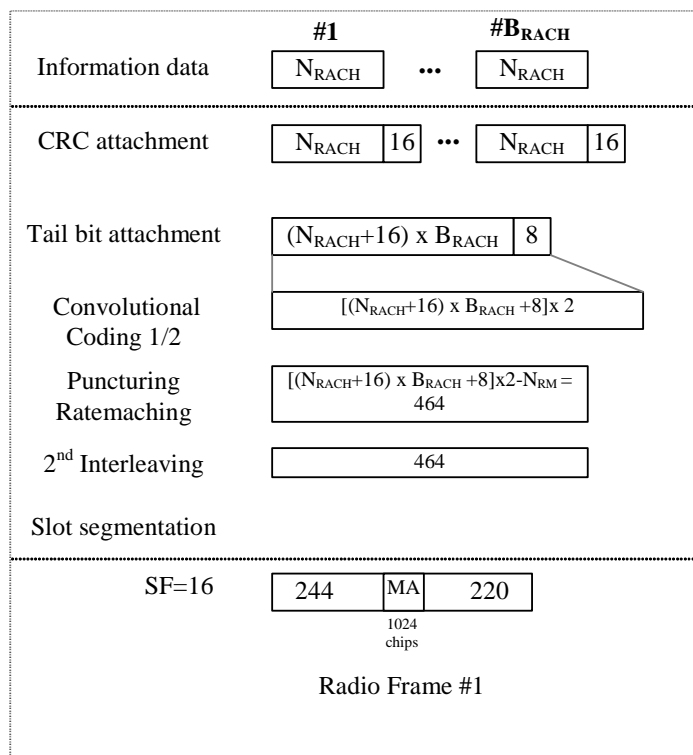 #1 #B_RACH
Information data N_RACH ... N_RACH
CRC attachment N_RACH 16 ... N_RACH 16
Tail bit attachment (N_RACH+16) x B_RACH 8
Convolutional Coding 1/2
[(N_RACH+16) x B_RACH +8]x 2
Puncturing Ratemaching
[(N_RACH+16) x B_RACH +8]x2-N_RM =
464
2nd Interleaving 464
Slot segmentation
SF=16 244 MA 220
1024
chips
Radio Frame #1